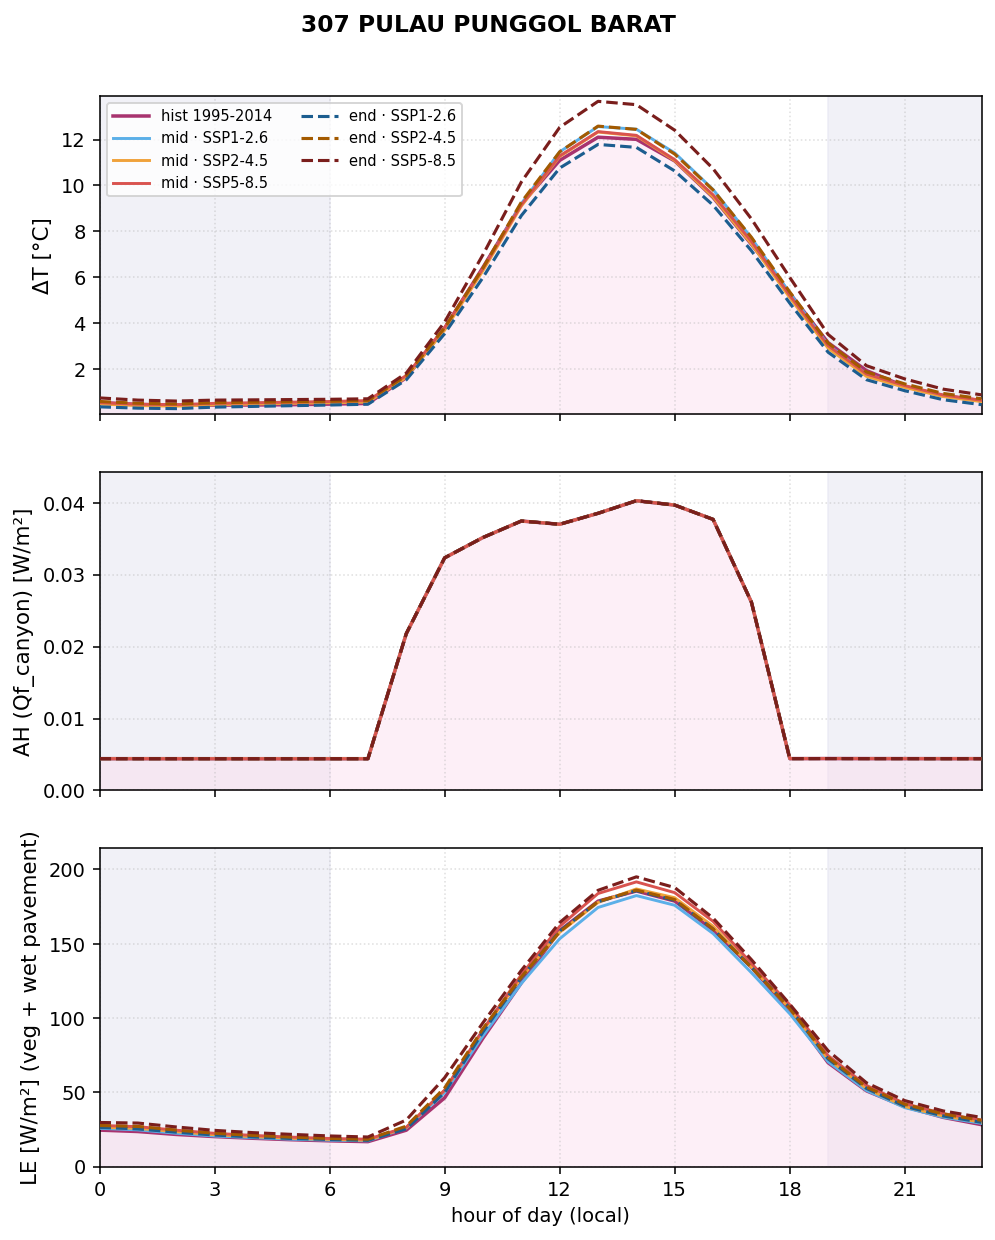 307 PULAU PUNGGOL BARAT
hist 1995-2014
mid · SSP1-2.6
mid · SSP2-4.5
mid · SSP5-8.5
end · SSP1-2.6
end · SSP2-4.5
end · SSP5-8.5
ΔT [°C]
12
10
8
6
4
2
AH (Qf_canyon) [W/m²]
0.04
0.03
0.02
0.01
0.00
LE [W/m²] (veg + wet pavement)
200
150
100
50
0
0 3 6 9 12 15 18 21
hour of day (local)